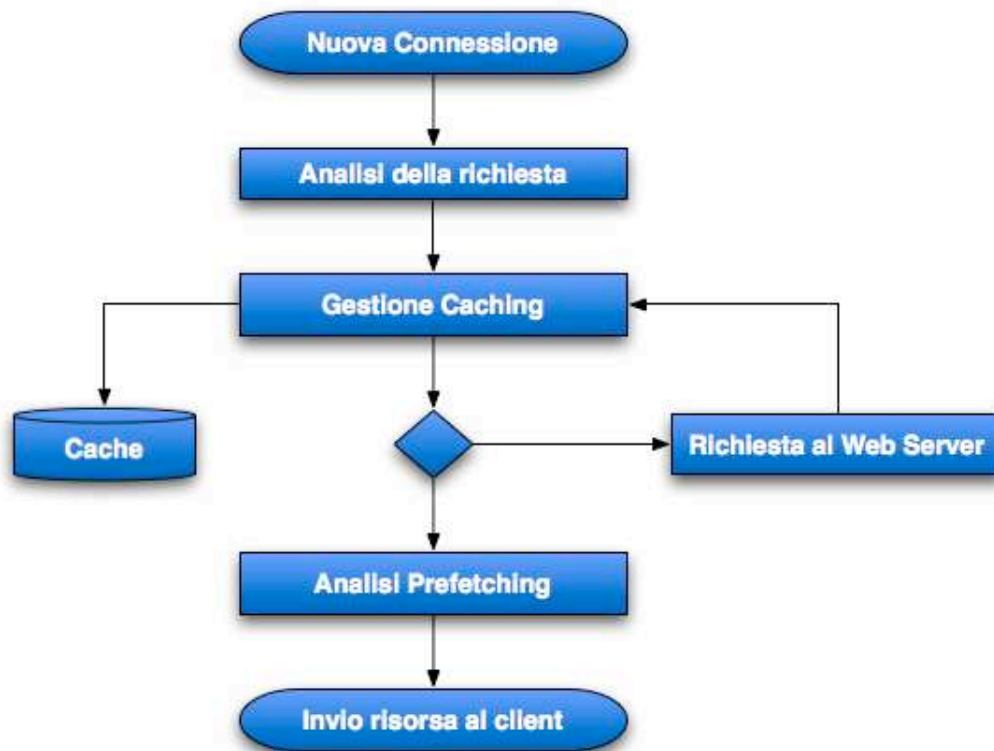 Nuova Connessione
Analisi della richiesta
Gestione Caching
Cache
Richiesta al Web Server
Analisi Prefetching
Invio risorsa al client